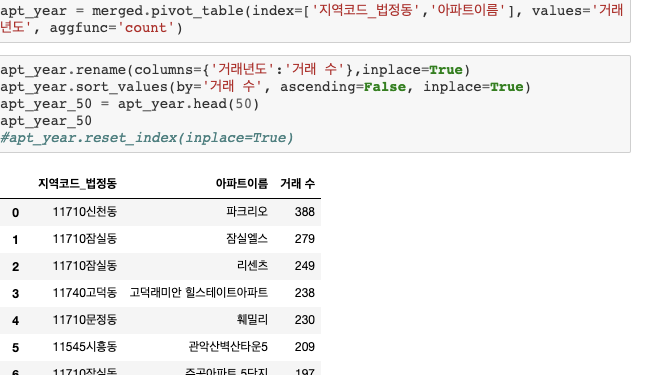 apt_year = merged.pivot_table(index=['지역코드_법정동','아파트이름'], values='거래
년도', aggfunc='count')
apt_year.rename(columns={'거래년도':'거래 수'},inplace=True)
apt_year.sort_values(by='거래 수', ascending=False, inplace=True)
apt_year_50 = apt_year.head(50)
apt_year_50
#apt_year.reset_index(inplace=True)
지역코드_법정동 아파트이름 거래 수
0 11710신천동 파크리오 388
1 11710잠실동 잠실엘스 279
2 11710잠실동 리센츠 249
3 11740고덕동 고덕래미안 힐스테이트아파트 238
4 11710문정동 훼밀리 230
5 11545시흥동 관악산벽산타운5 209
6 11710잠실동 주공아파트 5단지 197